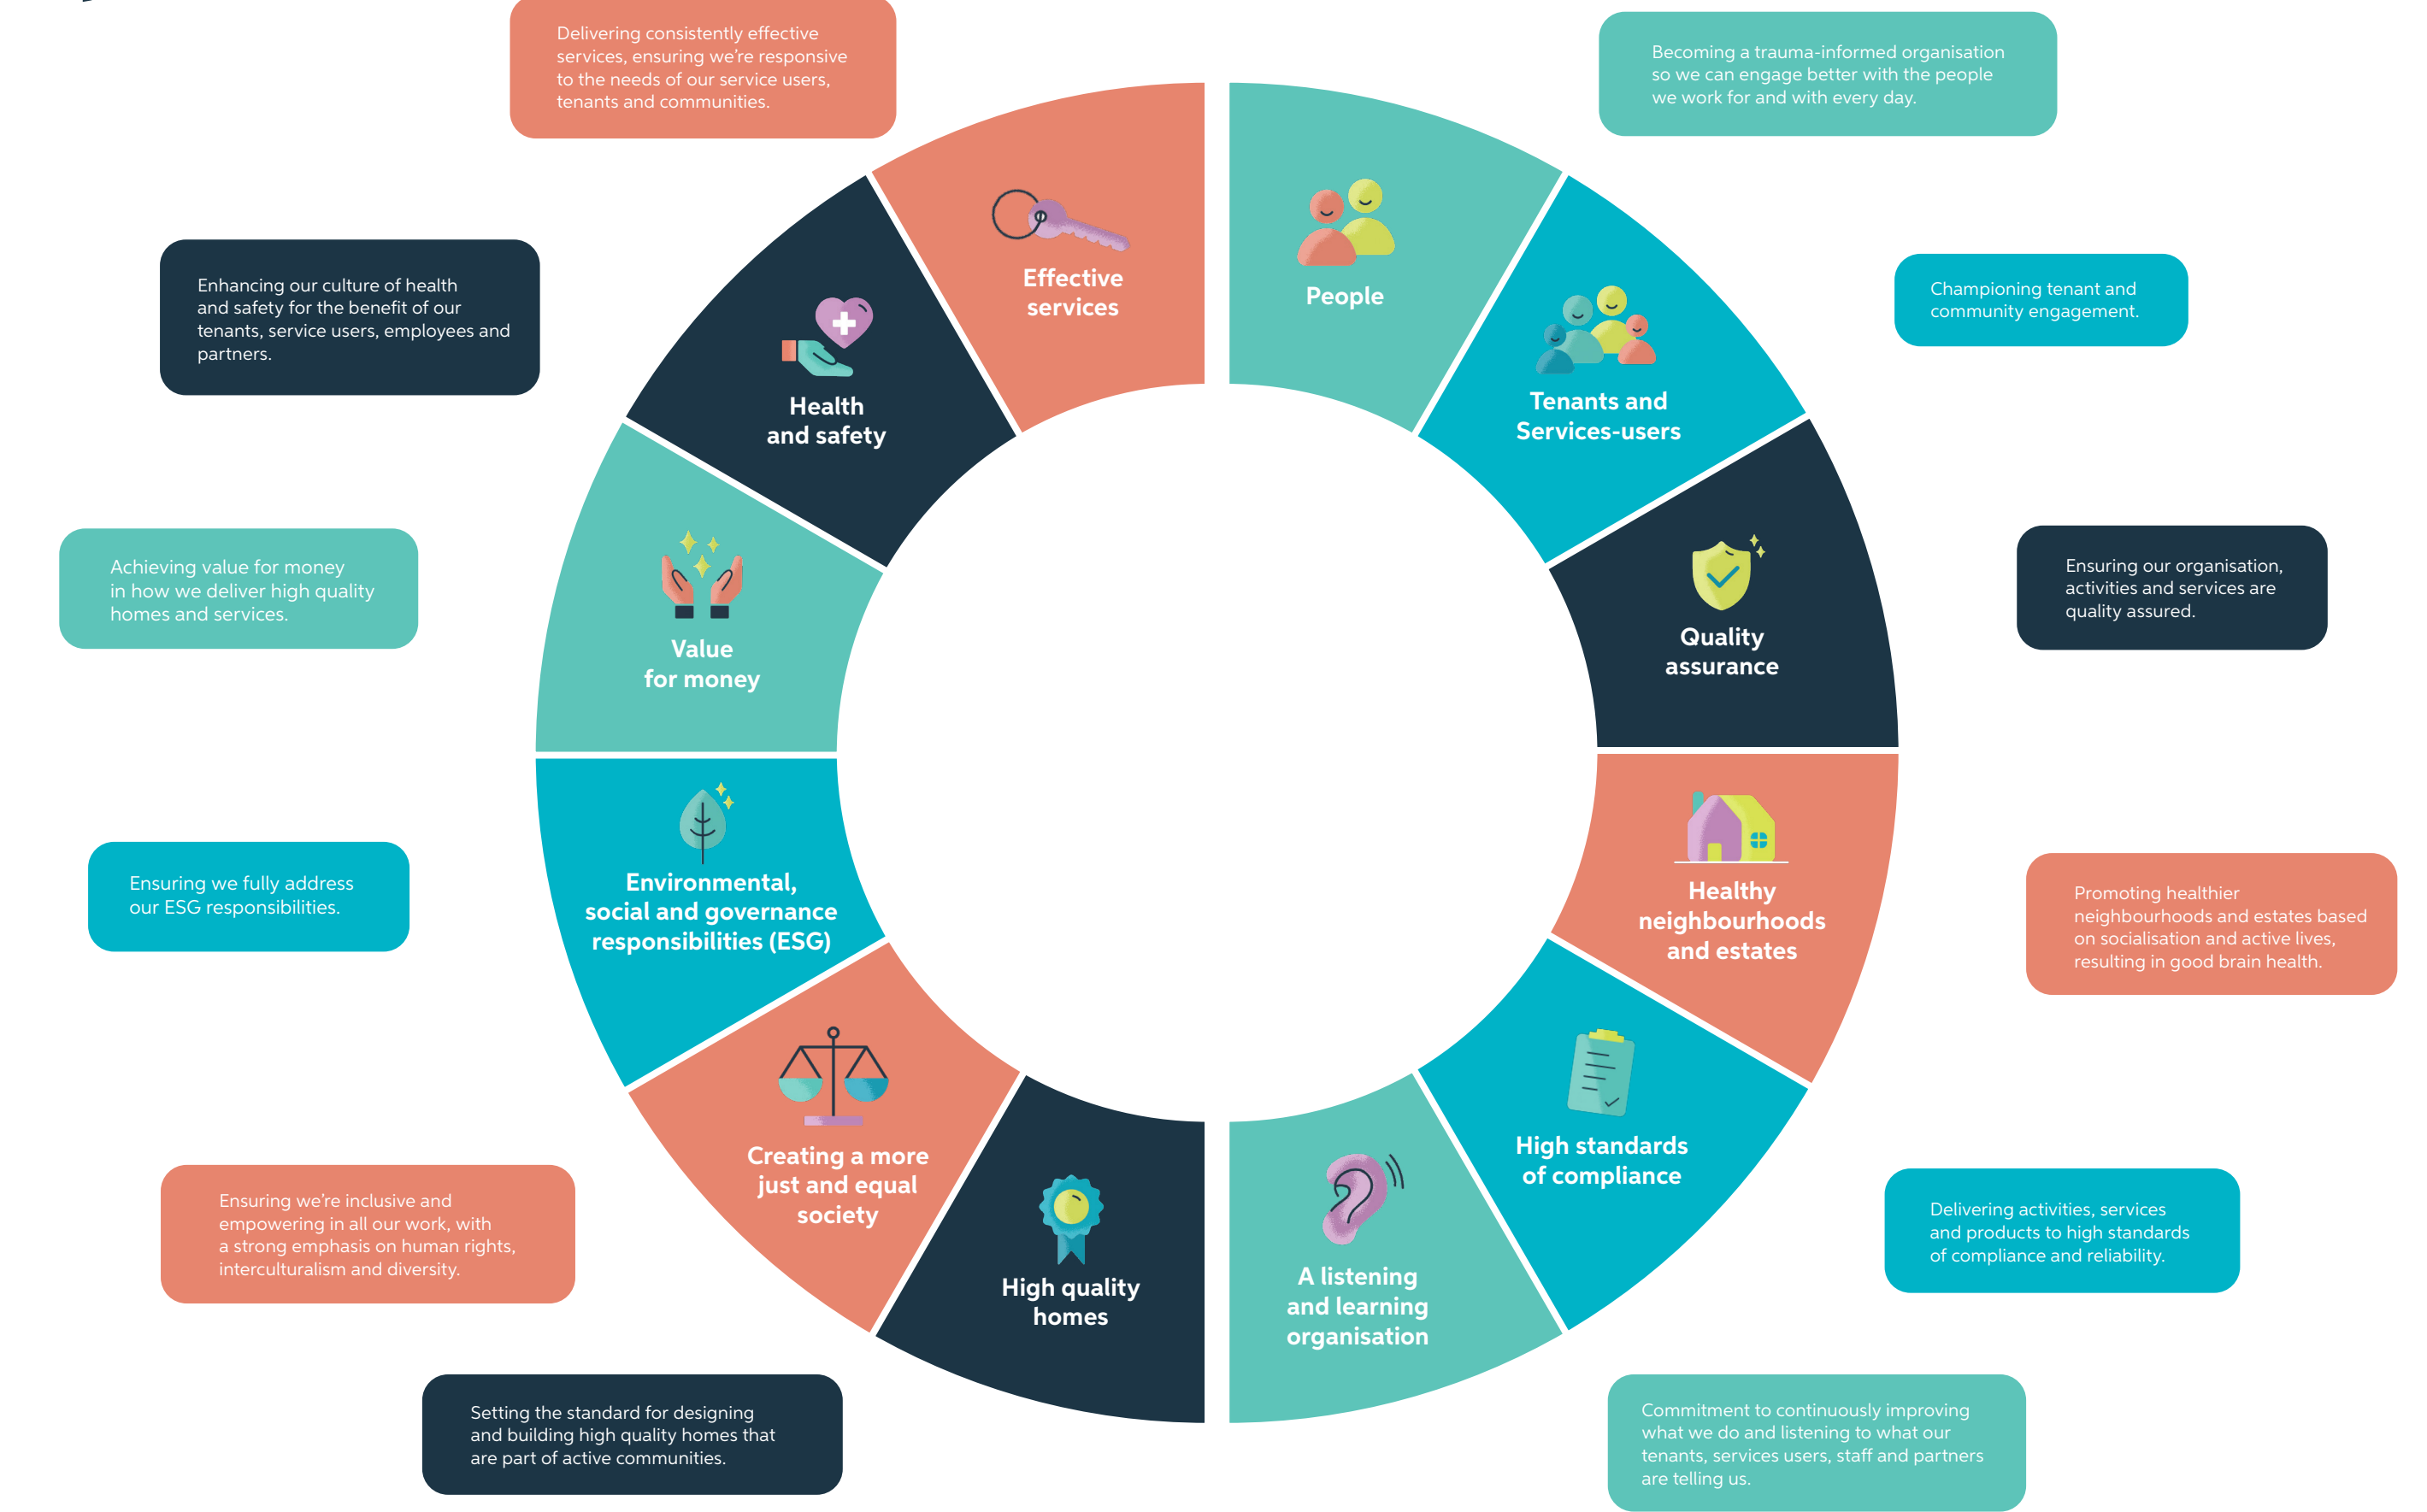 Delivering consistently effective
services, ensuring we're responsive
to the needs of our service users,
tenants and communities.
Becoming a trauma-informed organisation
so we can engage better with the people
we work for and with every day.
Effective
services
People
Enhancing our culture of health
and safety for the benefit of our
tenants, service users, employees and
partners.
Health
and safety
Tenants and
Services-users
Championing tenant and
community engagement.
Achieving value for money
in how we deliver high quality
homes and services.
Value
for money
Quality
assurance
Ensuring our organisation,
activities and services are
quality assured.
Ensuring we fully address
our ESG responsibilities.
Environmental,
social and governance
responsibilities (ESG)
Healthy
neighbourhoods
and estates
Promoting healthier
neighbourhoods and estates based
on socialisation and active lives,
resulting in good brain health.
Ensuring we're inclusive and
empowering in all our work, with
a strong emphasis on human rights,
interculturalism and diversity.
Creating a more
just and equal
society
High standards
of compliance
Delivering activities, services
and products to high standards
of compliance and reliability.
High quality
homes
A listening
and learning
organisation
Setting the standard for designing
and building high quality homes that
are part of active communities.
Commitment to continuously improving
what we do and listening to what our
tenants, services users, staff and partners
are telling us.